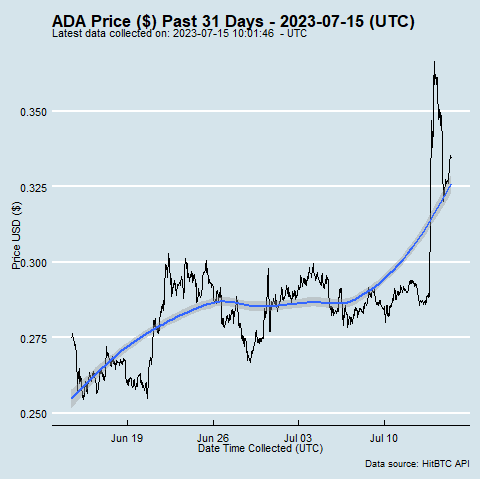 ADA Price ($) Past 31 Days - 2023-07-15 (UTC)
Latest data collected on: 2023-07-15 10:01:46 - UTC
Price USD ($)
0.350
0.325
0.300
0.275
0.250
Jun 19 Jun 26 Jul 03 Jul 10
Date Time Collected (UTC)
Data source: HitBTC API